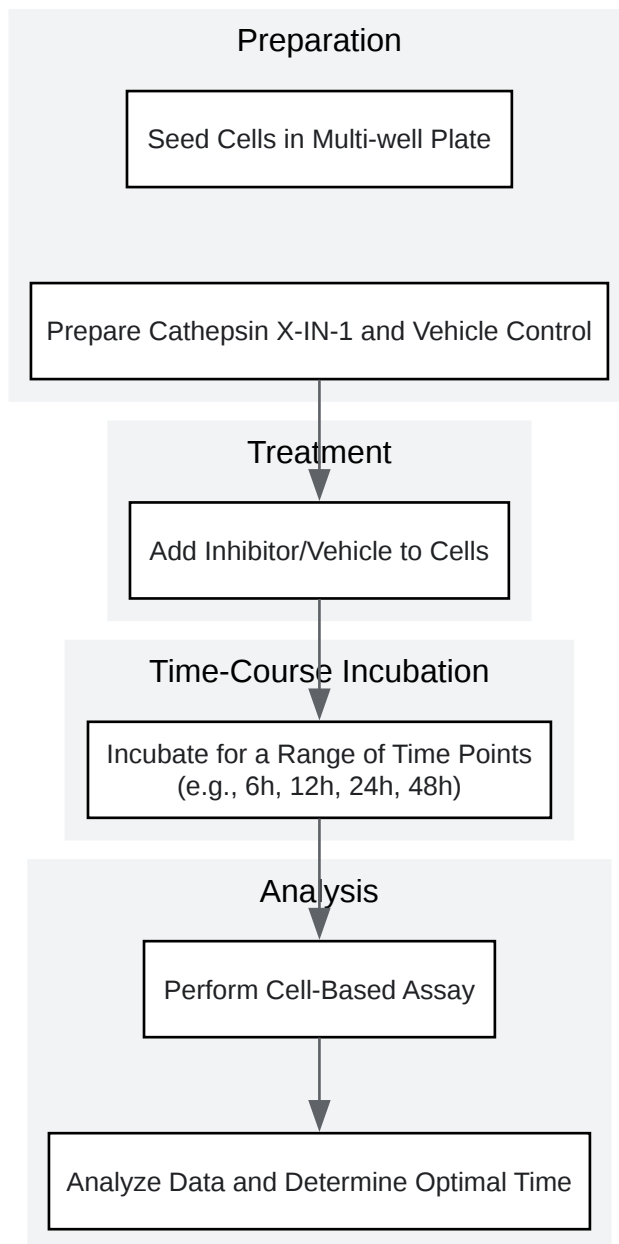 Preparation
Seed Cells in Multi-well Plate
Prepare Cathepsin X-IN-1 and Vehicle Control
Treatment
Add Inhibitor/Vehicle to Cells
Time-Course Incubation
Incubate for a Range of Time Points
(e.g., 6h, 12h, 24h, 48h)
Analysis
Perform Cell-Based Assay
Analyze Data and Determine Optimal Time